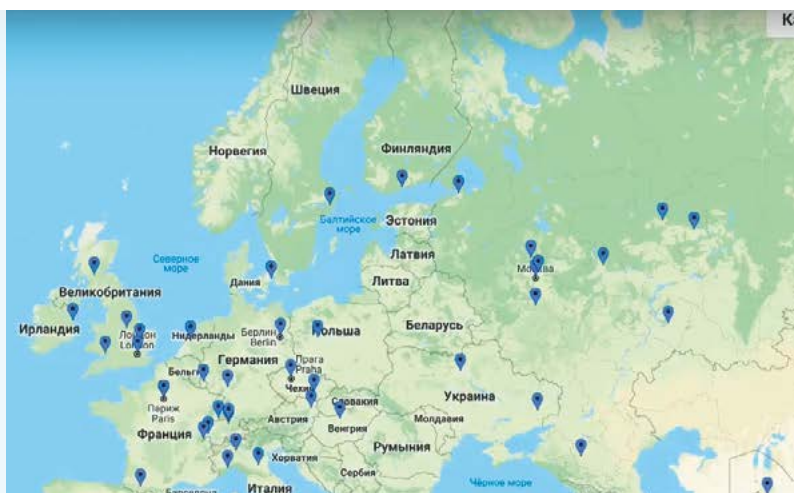 Ка
Швеция
Финляндия
Норвегия
Балтийское
море
Эстония
Северное
море
Латвия
Москва
Дания
Литва
Великобритания
Ирландия
Лондон
London
Нидерланды
Берлин
Berlin
Польша
Беларусь
Германия
Прага
Praha
Бельг
Чехия
Украина
Париж
Paris
Словакия
Австрия
Молдавия
Венгрия
Франция
Румыния
Хорватия
Сербия
Чёрное море
Италия
Барселона